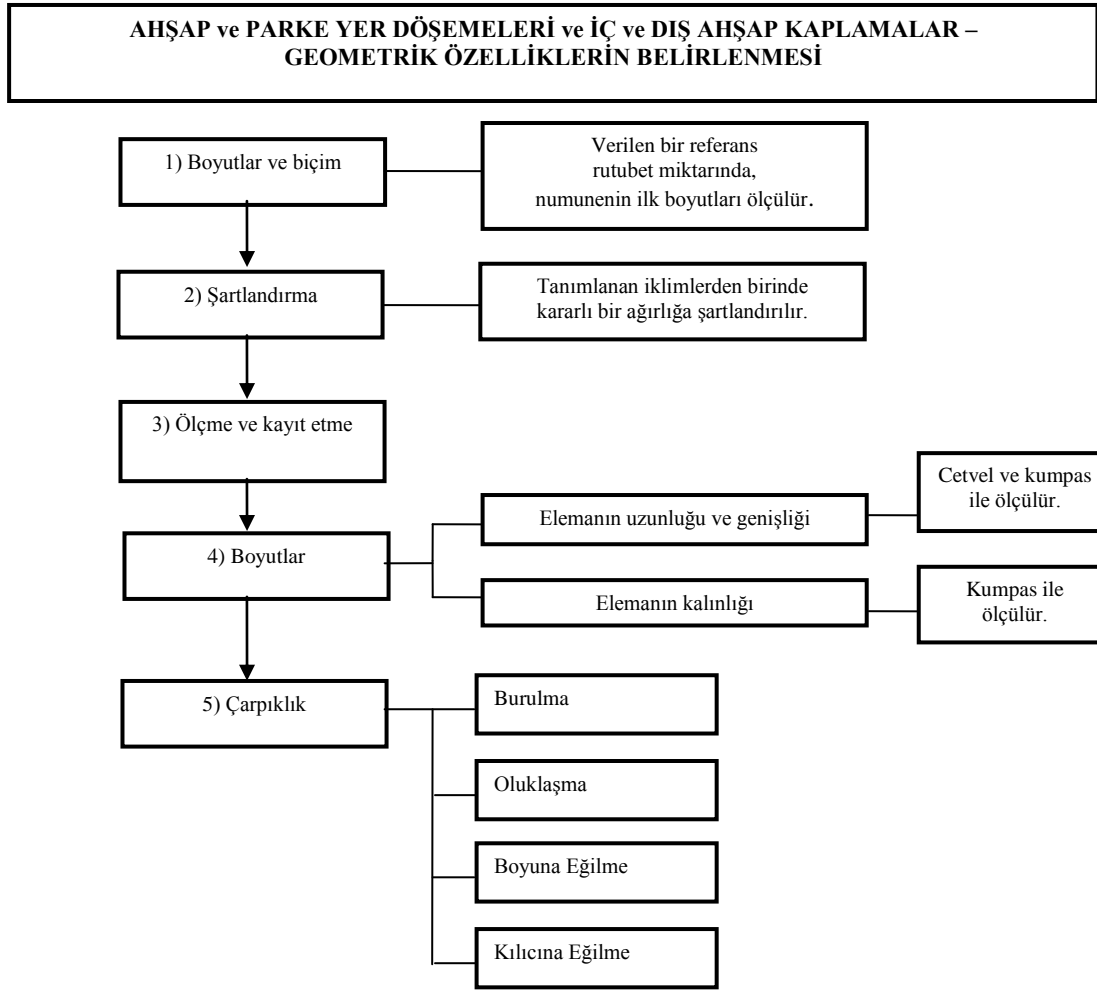 AHŞAP ve PARKE YER DÖŞEMELERİ ve İÇ ve DIŞ AHŞAP KAPLAMALAR –
GEOMETRİK ÖZELLİKLERİN BELİRLENMESİ
1) Boyutlar ve biçim
Verilen bir referans
rutubet miktarında,
numunenin ilk boyutları ölçülür.
2) Şartlandırma
Tanımlanan iklimlerden birinde
kararlı bir ağırlığa şartlandırılır.
3) Ölçme ve kayıt etme
4) Boyutlar
Elemanın uzunluğu ve genişliği
Cetvel ve kumpas
ile ölçülür.
Elemanın kalınlığı
Kumpas ile
ölçülür.
5) Çarpıklık
Burulma
Oluklaşma
Boyuna Eğilme
Kılıcına Eğilme